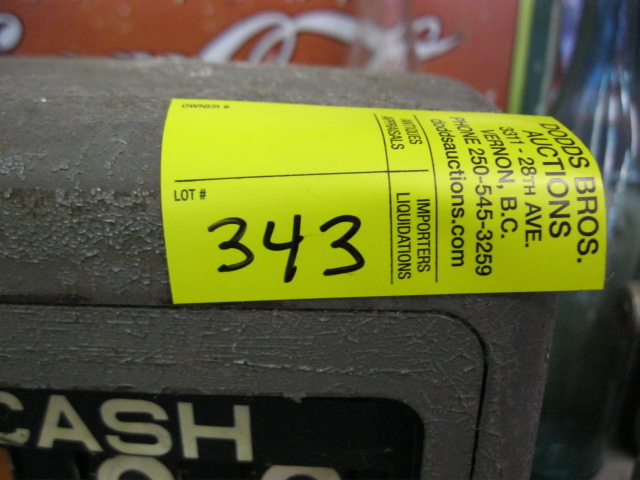 OWNER #
LOT #
343
ANTIQUES
APPRAISALS
IMPORTERS
LIQUIDATIONS
DODDS BROS.
AUCTIONS
3311 - 28TH AVE.
VERNON, B.C.
PHONE 250-545-3259
doddsauctions.com
CASH